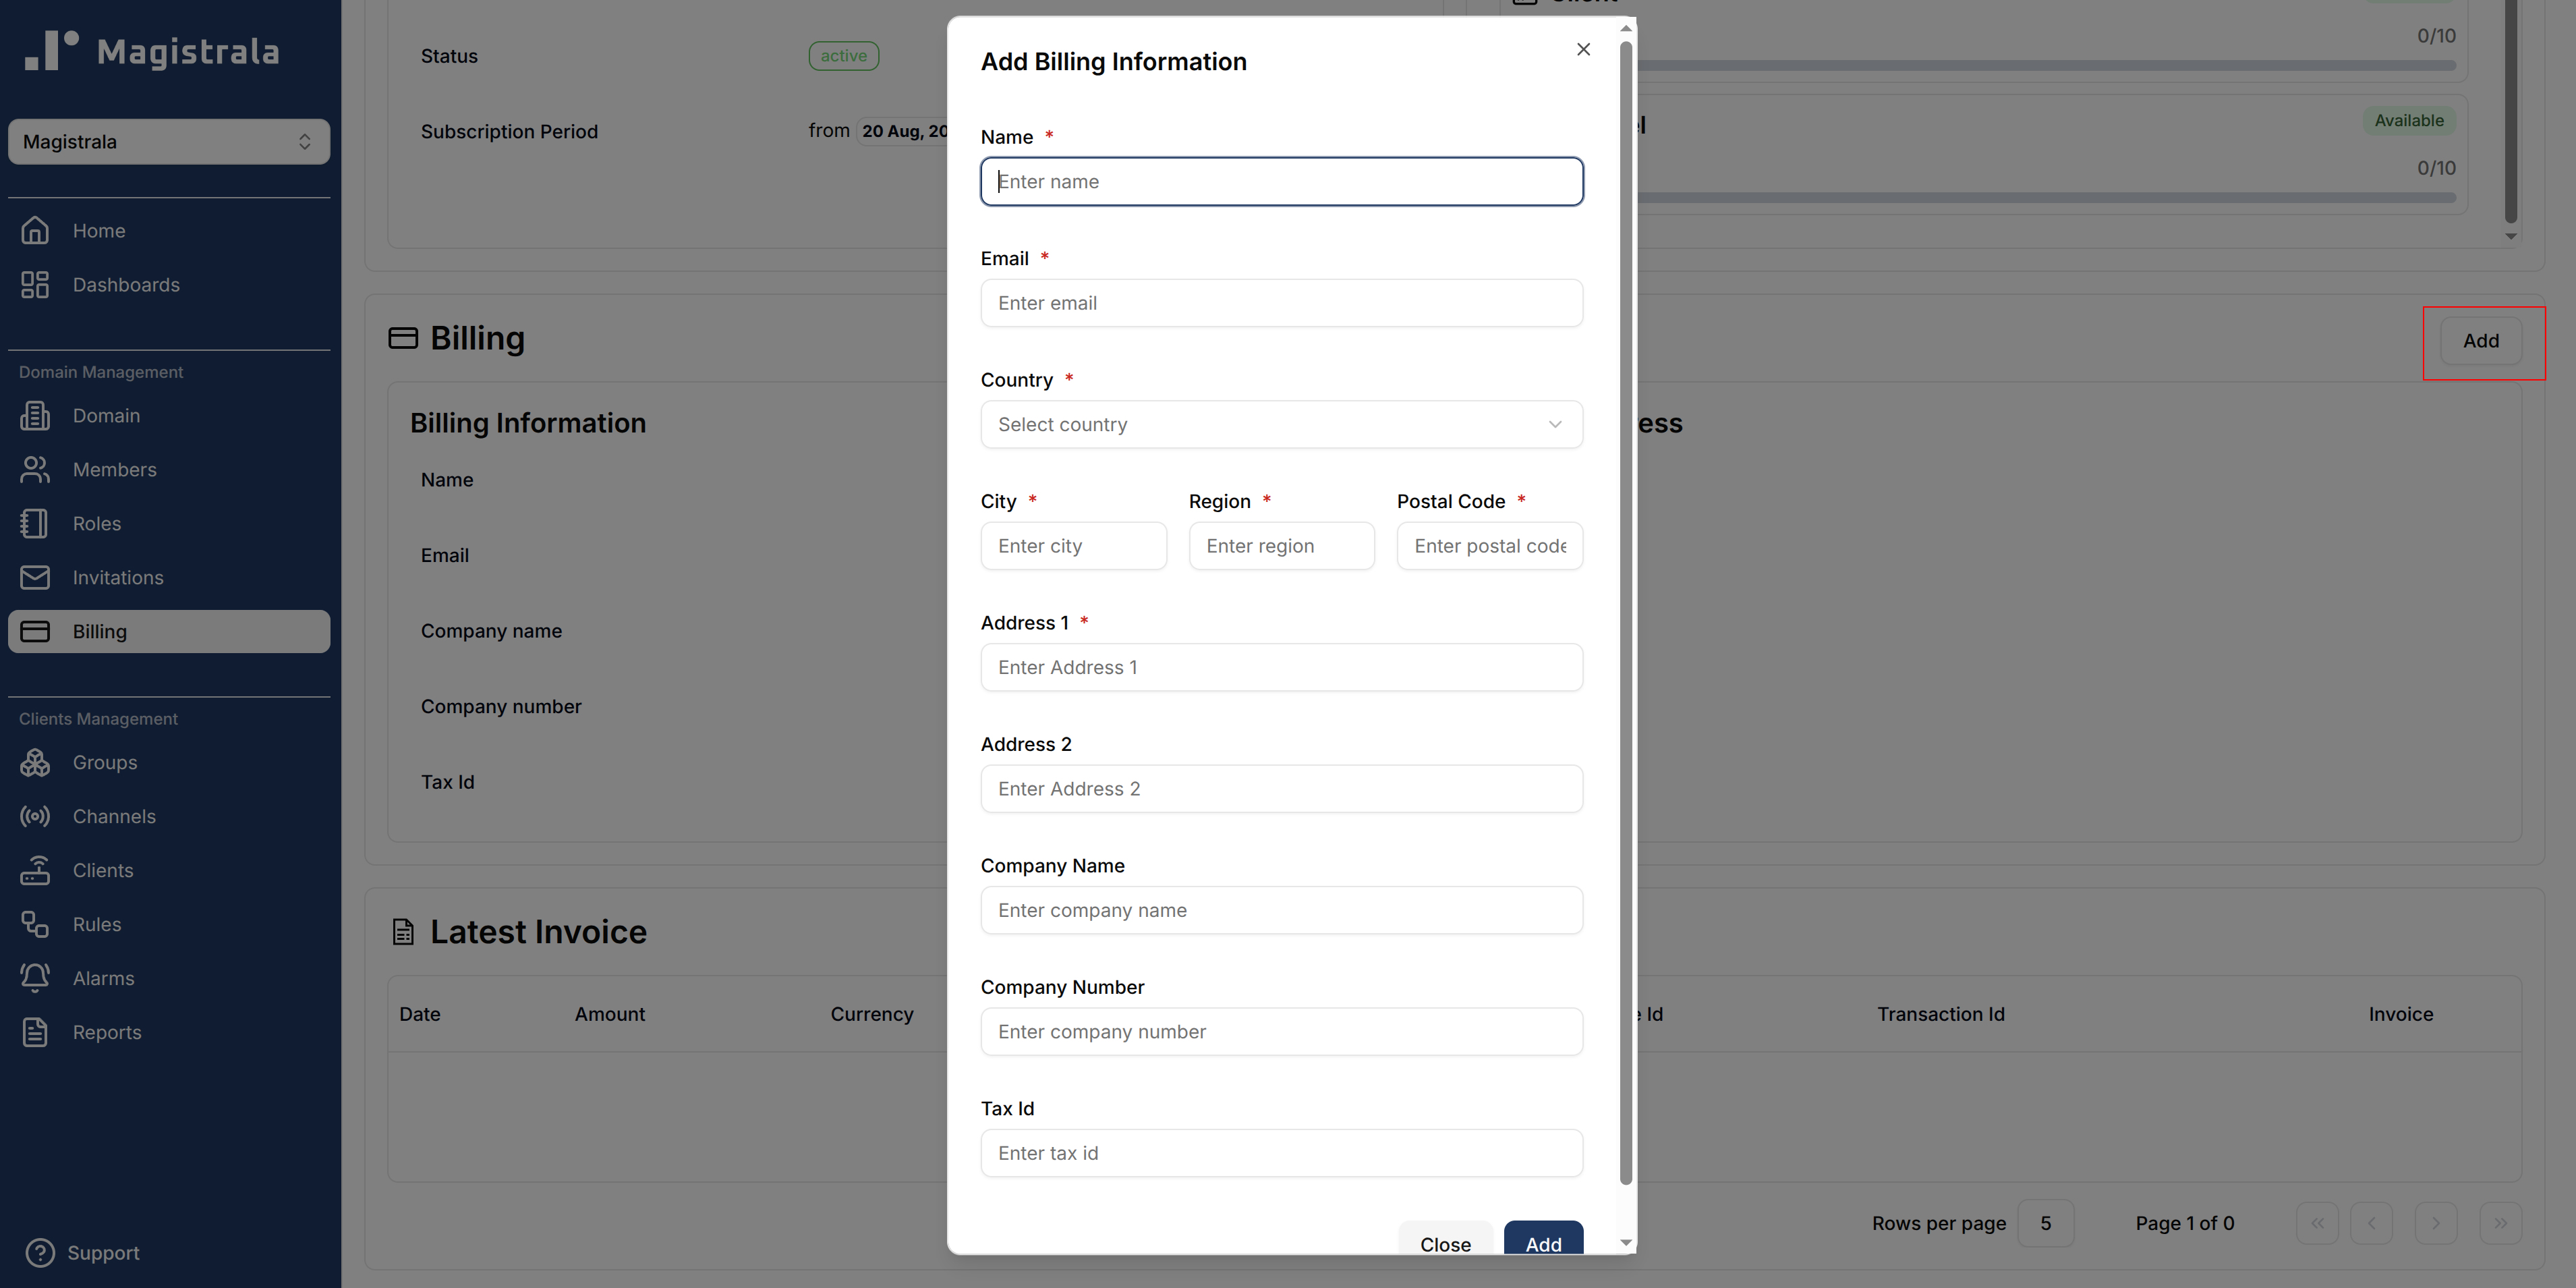 Magistrala
Magistrala
Home
Dashboards
Domain Management
Domain
Members
Roles
Invitations
Billing
Clients Management
Groups
Channels
Clients
Rules
Alarms
Reports
Support
Status
active
Subscription Period
from 20 Aug, 20
0/10
Available
0/10
Billing
Add
Billing Information
ess
Name
Email
Company name
Company number
Tax Id
Latest Invoice
Date Amount Currency e Id Transaction Id Invoice
Rows per page 5 Page 1 of 0
Add Billing Information
Name *
Enter name
Email *
Enter email
Country *
Select country
City * Region * Postal Code *
Enter city Enter region Enter postal code
Address 1 *
Enter Address 1
Address 2
Enter Address 2
Company Name
Enter company name
Company Number
Enter company number
Tax Id
Enter tax id
Close Add